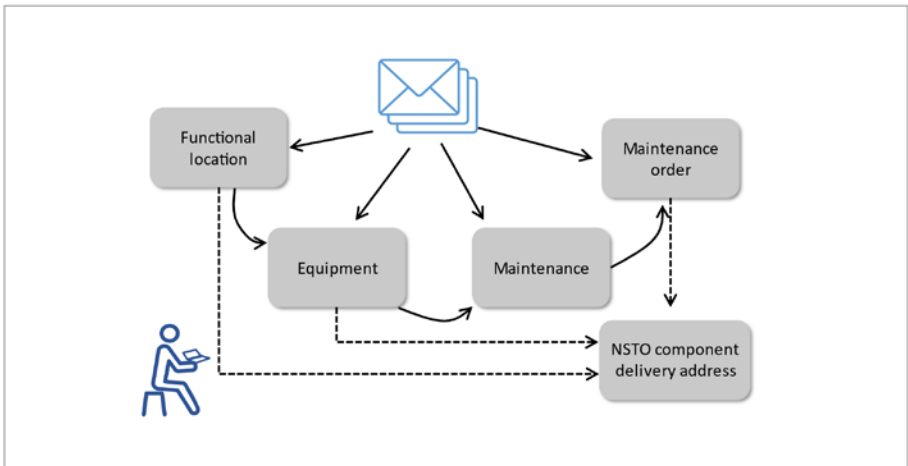 Functional
location
Maintenance
order
Equipment
Maintenance
NSTO component
delivery address